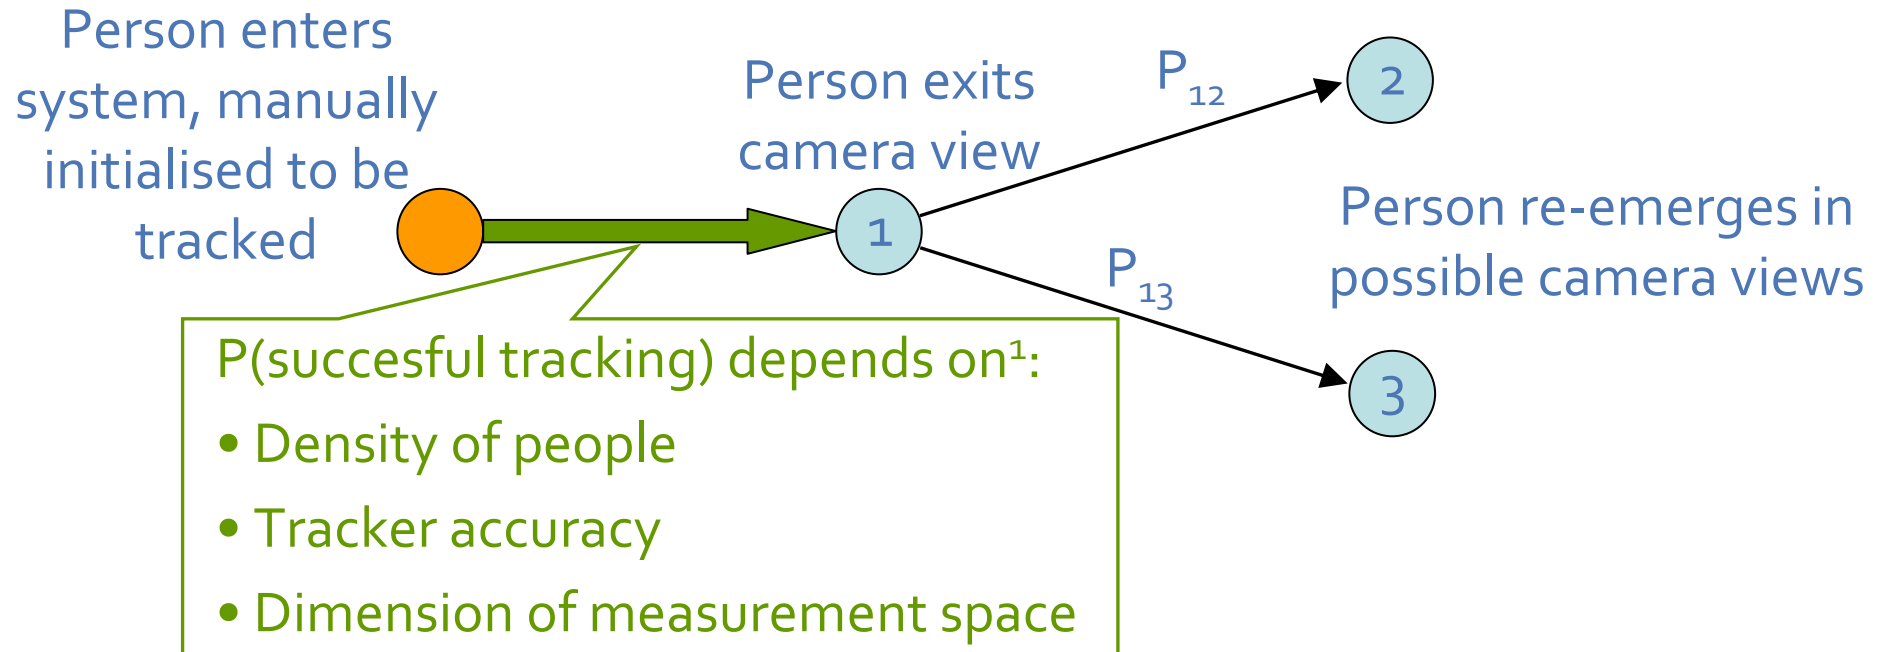 Person enters
system, manually
initialised to be
tracked
Person exits
camera view
P₁₂
2
1
Person re-emerges in
possible camera views
P₁₃
3
P(succesful tracking) depends on¹:
• Density of people
• Tracker accuracy
• Dimension of measurement space